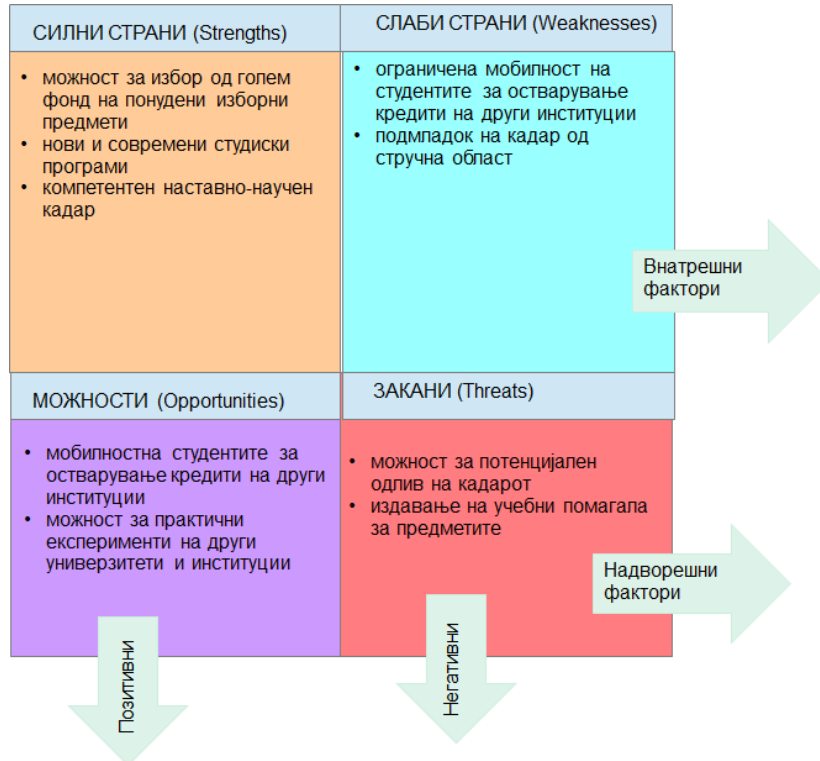 СИЛНИ СТРАНИ (Strengths)
• можност за избор од голем
фонд на понудени изборни
предмети
• нови и современи студиски
програми
• компетентен наставно-научен
кадар
СЛАБИ СТРАНИ (Weaknesses)
• ограничена мобилност на
студентите за остварување
кредити на други институции
• подмладок на кадар од
стручна област
Внатрешни
фактори
МОЖНОСТИ (Opportunities)
• мобилностна студентите за
остварување кредити на други
институции
• можност за практични
експерименти на други
универзитети и институции
ЗАКАНИ (Threats)
• можност за потенцијален
одлив на кадарот
• издавање на учебни помагала
за предметите
Надворешни
фактори
Позитивни
Негативни